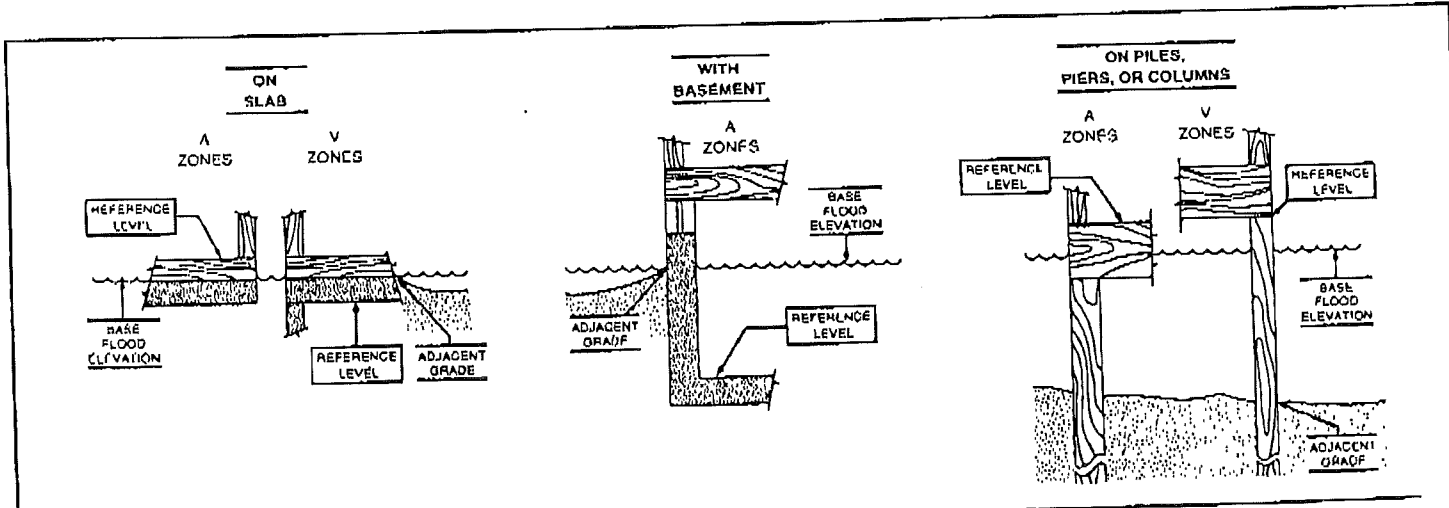 ON
SLAB
A
ZONES
V
ZONES
REFERENCE
LEVEL
BASE
FLOOD
ELEVATION
REFERENCE
LEVEL
ADJACENT
GRADE
WITH
BASEMENT
A
ZONES
BASE
FLOOD
ELEVATION
ADJACENT
GRADE
REFERENCE
LEVEL
ON PILES,
PIERS, OR COLUMNS
A
ZONES
V
ZONES
REFERENCE
LEVEL
REFERENCE
LEVEL
BASE
FLOOD
ELEVATION
ADJACENT
GRADE